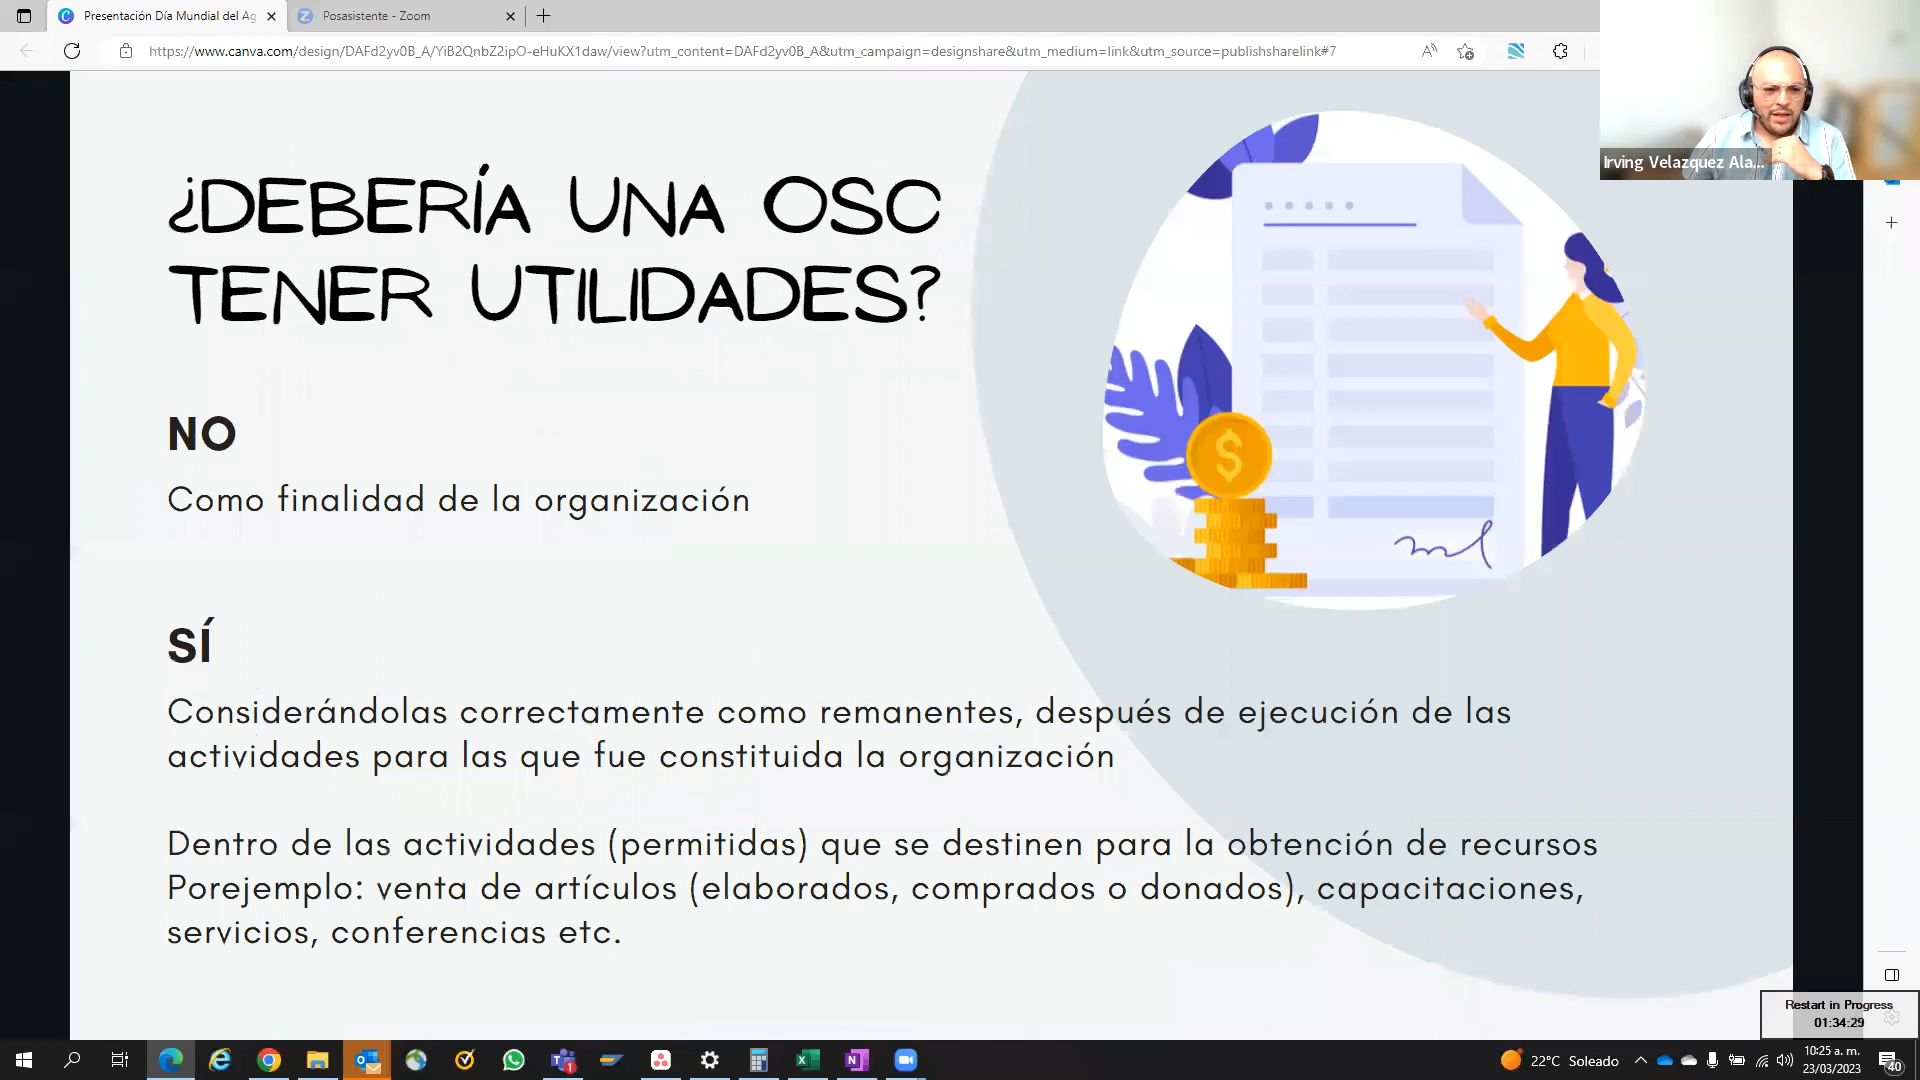 Presentación Día Mundial del Ag
Posasistente - Zoom
https://www.canva.com/design/DAFd2yv0B_A/YiB2QnbZ2ipO-eHuKX1daw/view?utm_content=DAFd2yv0B_A&utm_campaign=designshare&utm_medium=link&utm_source=publishsharelink#7
Irving Velazquez Ala...
¿DEBERÍA UNA OSC
TENER UTILIDADES?
$
NO
Como finalidad de la organización
SÍ
Considerándolas correctamente como remanentes, después de ejecución de las
actividades para las que fue constituida la organización
Dentro de las actividades (permitidas) que se destinen para la obtención de recursos
Porejemplo: venta de artículos (elaborados, comprados o donados), capacitaciones,
servicios, conferencias etc.
Restart in Progress
01:34:29
22°C Soleado
10:25 a. m.
23/03/2023
40